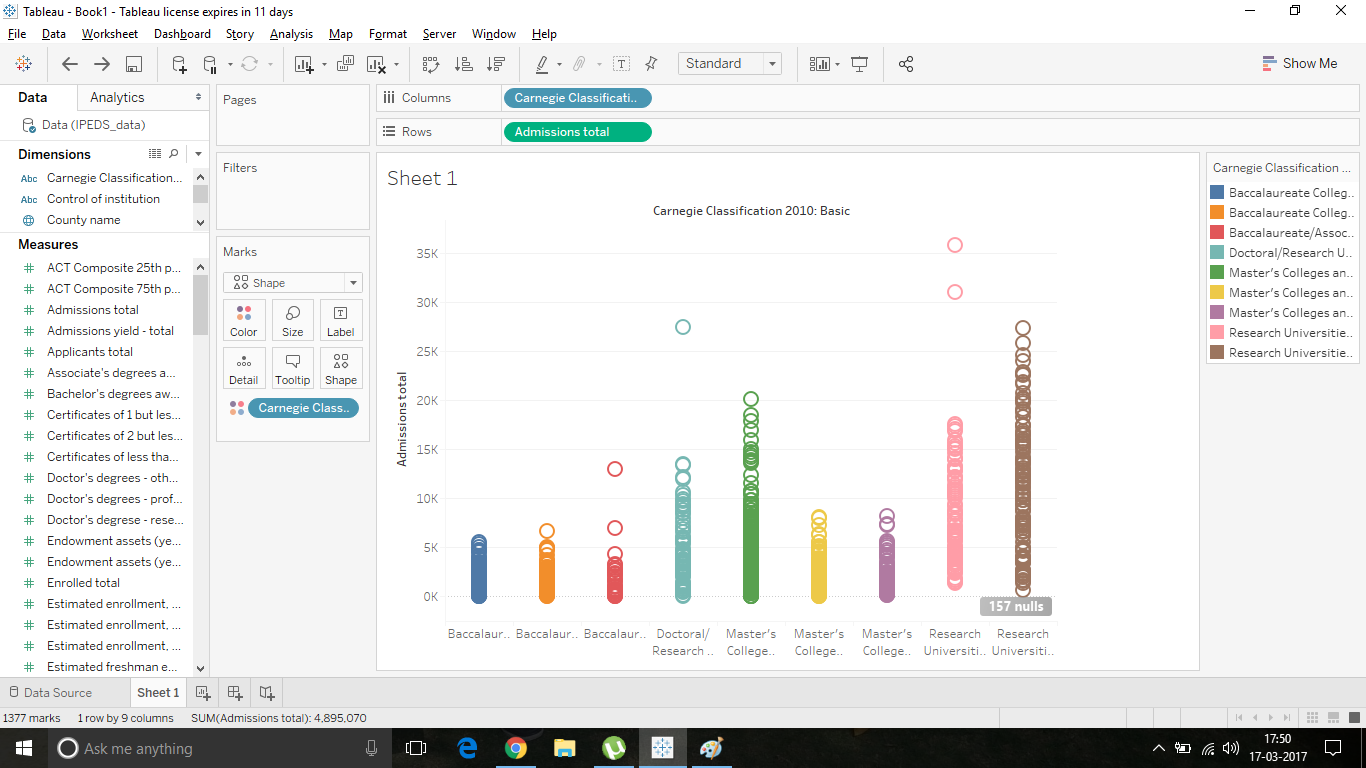 Tableau - Book1 - Tableau license expires in 11 days
File Data Worksheet Dashboard Story Analysis Map Format Server Window Help
Standard
Show Me
Data
Analytics
Data (IPEDS_data)
Dimensions
Abc Carnegie Classification...
Abc Control of institution
County name
Measures
ACT Composite 25th p...
ACT Composite 75th p...
Admissions total
Admissions yield - total
Applicants total
Associate's degrees a...
Bachelor's degrees aw...
Certificates of 1 but les...
Certificates of 2 but les...
Certificates of less tha...
Doctor's degrees - oth...
Doctor's degrees - prof...
Doctor's degrese - rese...
Endowment assets (ye...
Endowment assets (ye...
Enrolled total
Estimated enrollment, ...
Estimated enrollment, ...
Estimated enrollment, ...
Estimated freshman e...
Pages
Filters
Marks
Shape
Color Size Label
Detail Tooltip Shape
Carnegie Class..
Columns
Carnegie Classificati..
Rows
Admissions total
Sheet 1
Carnegie Classification 2010: Basic
Admissions total
35K
30K
25K
20K
15K
10K
5K
0K
157 nulls
Baccalaur.. Baccalaur.. Baccalaur.. Doctoral/ Master's Master's Master's Research Research
Research .. College.. College.. College.. Universiti.. Universiti..
Carnegie Classification ...
Baccalaureate Colleg..
Baccalaureate Colleg..
Baccalaureate/Assoc..
Doctoral/Research U..
Master's Colleges an..
Master's Colleges an..
Master's Colleges an..
Research Universitie..
Research Universitie..
Data Source
Sheet 1
1377 marks 1 row by 9 columns SUM(Admissions total): 4,895,070
Ask me anything
17:50
17-03-2017